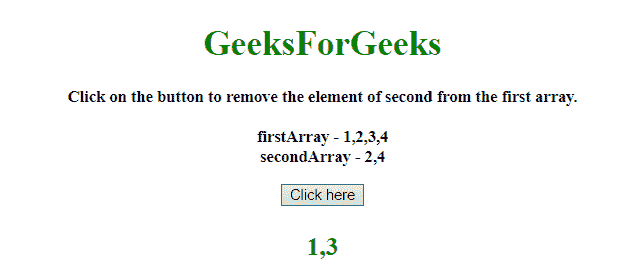 GeeksForGeeks
Click on the button to remove the element of second from the first array.
firstArray - 1,2,3,4
secondArray - 2,4
Click here
1,3